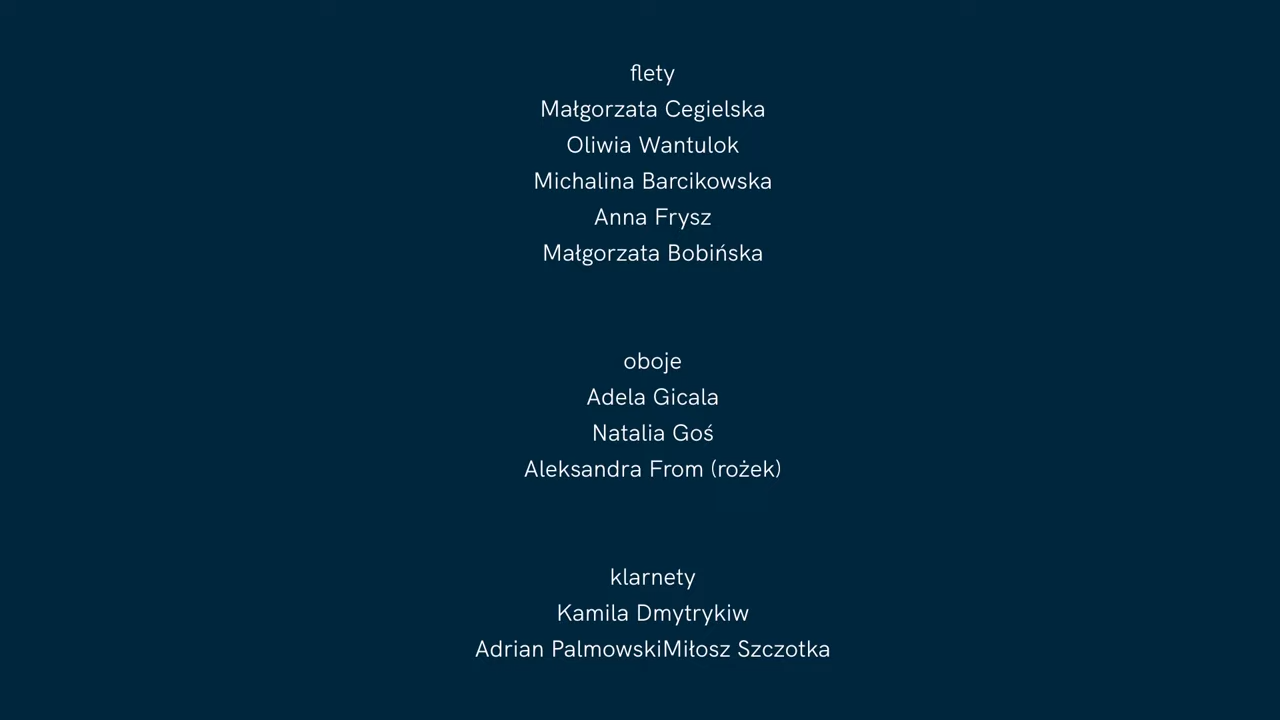 flety
Małgorzata Cegielska
Oliwia Wantulok
Michalina Barcikowska
Anna Frysz
Małgorzata Bobińska
oboje
Adela Gicala
Natalia Goś
Aleksandra From (rożek)
klarnety
Kamila Dmytrykiw
Adrian PalmowskiMiłosz Szczotka